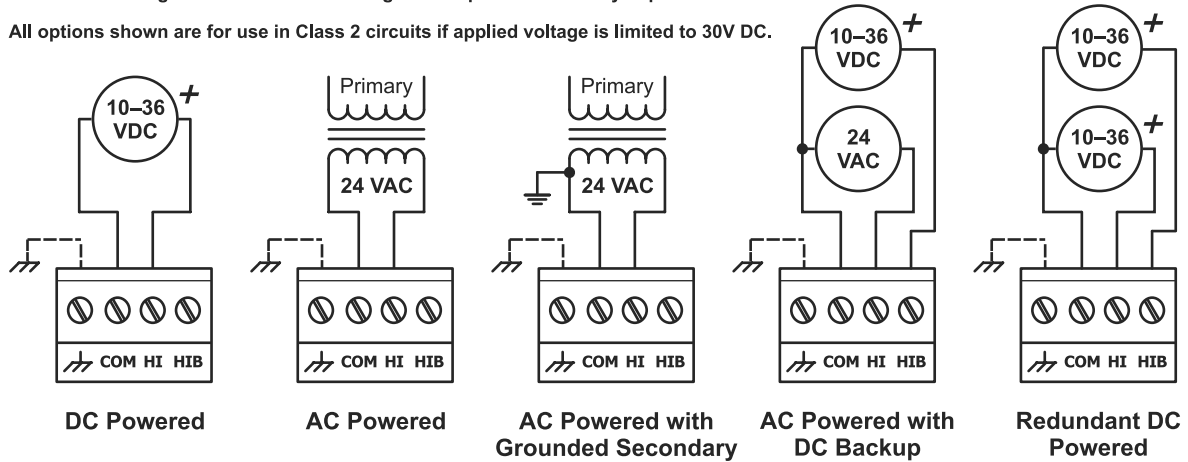 All options shown are for use in Class 2 circuits if applied voltage is limited to 30V DC.
10–36
VDC
+
COM HI HIB
DC Powered
Primary
24 VAC
COM HI HIB
AC Powered
Primary
24 VAC
COM HI HIB
AC Powered with
Grounded Secondary
10–36
VDC
+
24
VAC
COM HI HIB
AC Powered with
DC Backup
10–36
VDC
+
10–36
VDC
+
COM HI HIB
Redundant DC
Powered